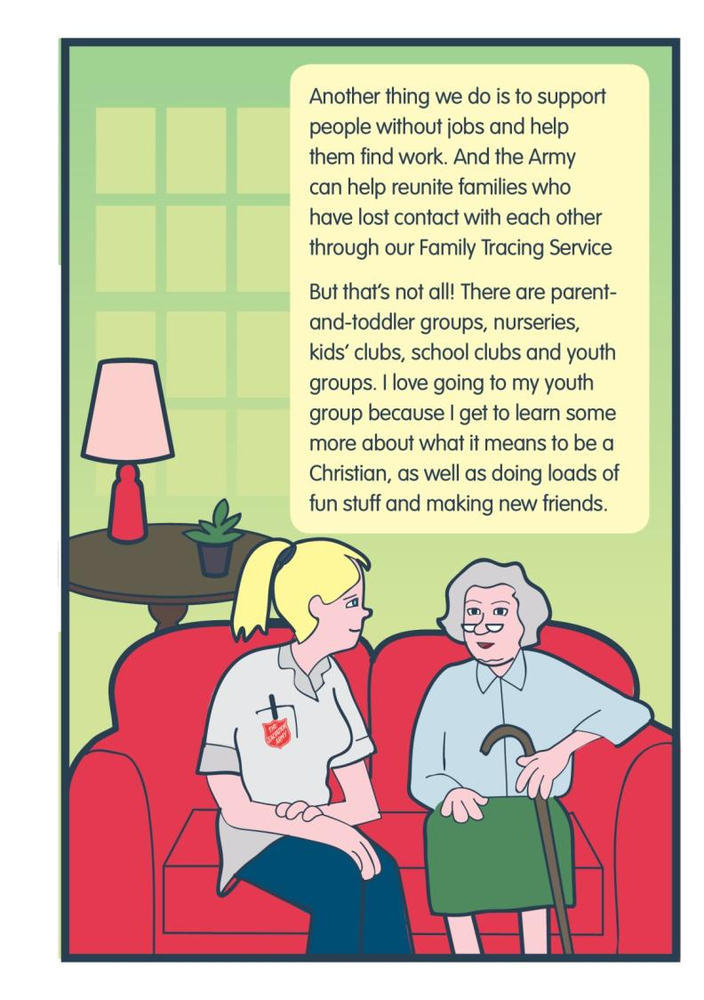 Another thing we do is to support
people without jobs and help
them find work. And the Army
can help reunite families who
have lost contact with each other
through our Family Tracing Service
But that’s not all! There are parent-
and-toddler groups, nurseries,
kids’ clubs, school clubs and youth
groups. I love going to my youth
group because I get to learn some
more about what it means to be a
Christian, as well as doing loads of
fun stuff and making new friends.
THE
SALVATION
ARMY